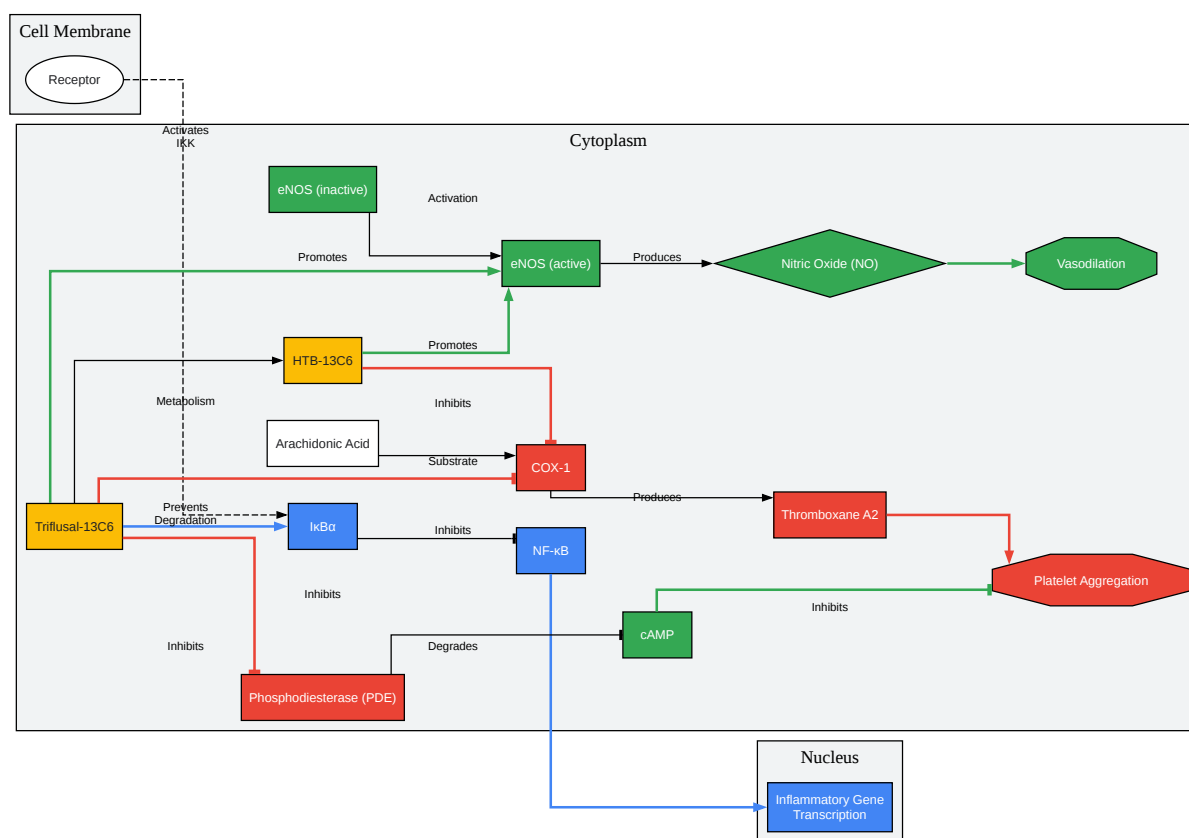 Cell Membrane
Receptor
Activates
IKK
Cytoplasm
eNOS (inactive)
Activation
Promotes
eNOS (active)
Produces
Nitric Oxide (NO)
Vasodilation
HTB-13C6
Promotes
Metabolism
Inhibits
Arachidonic Acid
Substrate
COX-1
Produces
Thromboxane A2
Triflusal-13C6
Prevents
Degradation
IκBα
Inhibits
NF-κB
Platelet Aggregation
Inhibits
Inhibits
cAMP
Inhibits
Degrades
Phosphodiesterase (PDE)
Nucleus
Inflammatory Gene
Transcription